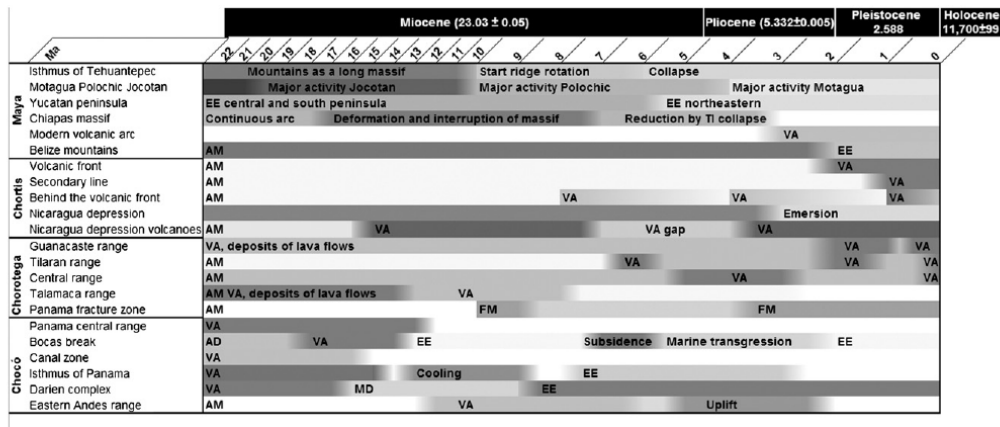 Miocene (23.03 ± 0.05) Pliocene (5.332±0.005) Pleistocene 2.588 Holocene 11,700±99
Ma 22 21 20 19 18 17 16 15 14 13 12 11 10 9 8 7 6 5 4 3 2 1 0
Maya
Isthmus of Tehuantepec Mountains as a long massif Start ridge rotation Collapse
Motagua Polochic Jocotan Major activity Jocotan Major activity Polochic Major activity Motagua
Yucatan peninsula EE central and south peninsula EE northeastern
Chiapas massif Continuous arc Deformation and interruption of massif Reduction by TI collapse
Modern volcanic arc VA
Belize mountains AM EE
Chortis
Volcanic front AM VA
Secondary line AM VA
Behind the volcanic front AM VA VA VA
Nicaragua depression Emersion
Nicaragua depression volcanoes AM VA VA gap VA
Chorotega
Guanacaste range VA, deposits of lava flows VA VA
Tilaran range AM VA VA VA
Central range AM VA VA
Talamaca range AM VA, deposits of lava flows VA
Panama fracture zone AM FM FM
Chocó
Panama central range VA
Bocas break AD VA EE Subsidence Marine transgression EE
Canal zone VA
Isthmus of Panama VA Cooling EE
Darien complex VA MD EE
Eastern Andes range AM VA Uplift